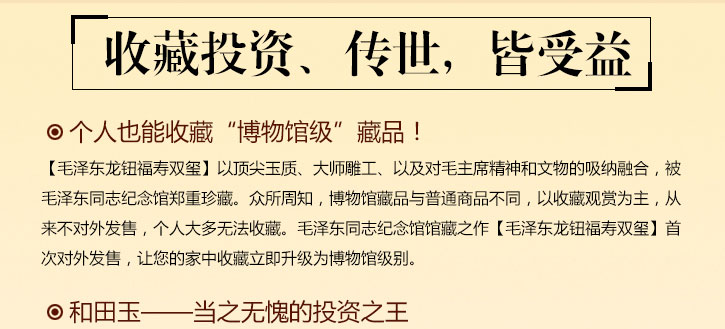 收藏投资、传世，皆受益
个人也能收藏“博物馆级”藏品！
【毛泽东龙钮福寿双玺】以顶尖玉质、大师雕工、以及对毛主席精神和文物的吸纳融合，被
毛泽东同志纪念馆郑重珍藏。众所周知，博物馆藏品与普通商品不同，以收藏观赏为主，从
来不对外发售，个人大多无法收藏。毛泽东同志纪念馆馆藏之作【毛泽东龙钮福寿双玺】首
次对外发售，让您的家中收藏立即升级为博物馆级别。
和田玉——当之无愧的投资之王